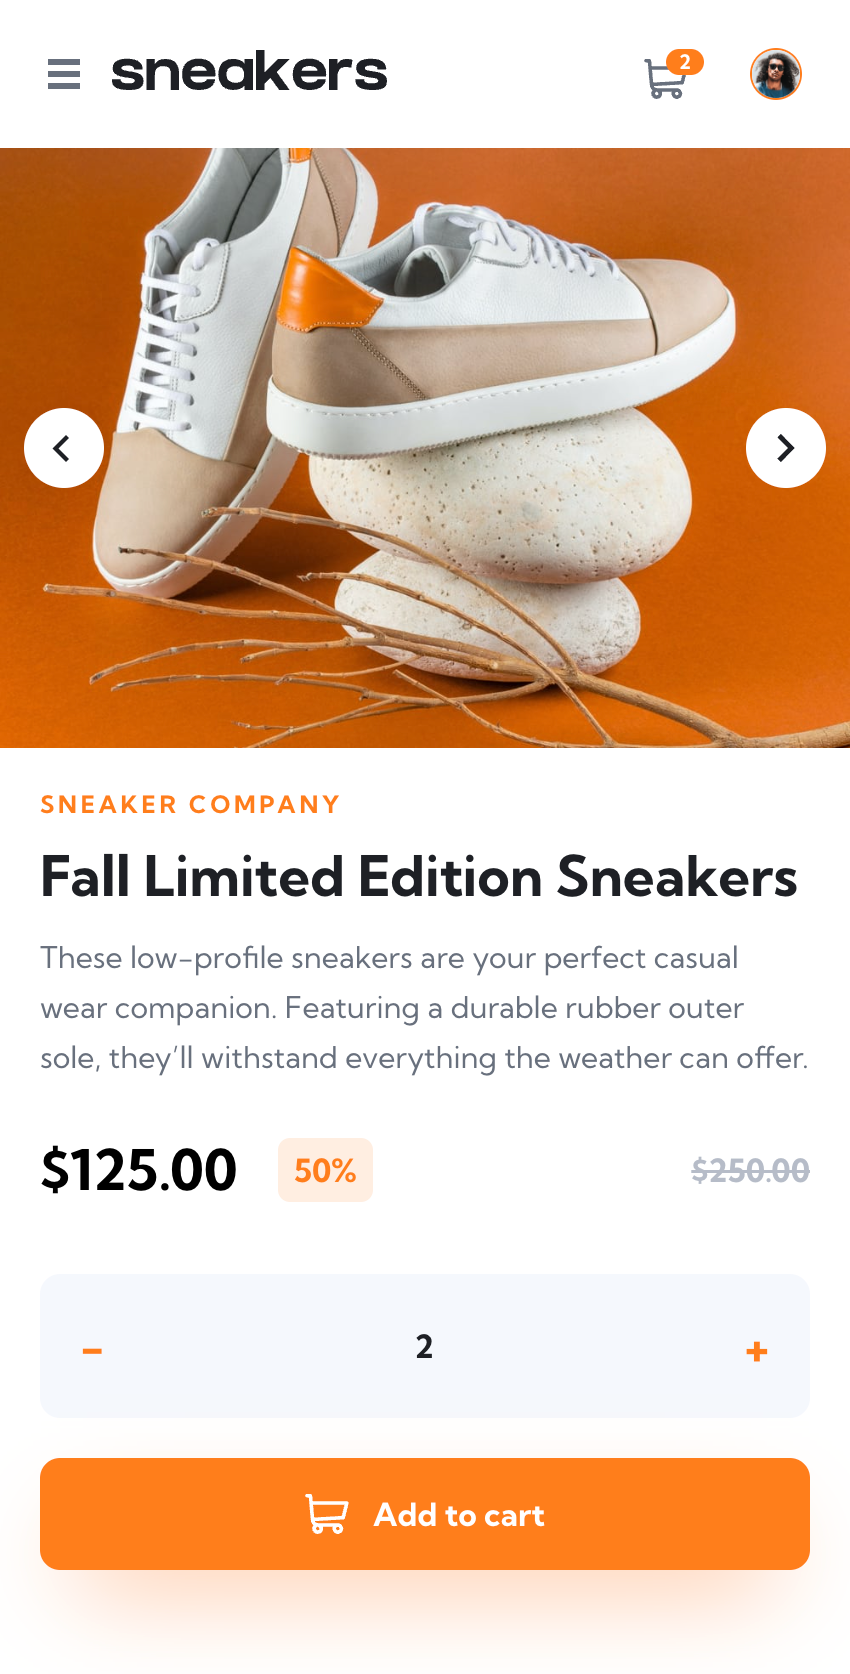 sneakers
2
SNEAKER COMPANY
Fall Limited Edition Sneakers
These low-profile sneakers are your perfect casual
wear companion. Featuring a durable rubber outer
sole, they’ll withstand everything the weather can offer.
$125.00 50% $250.00
– 2 +
Add to cart